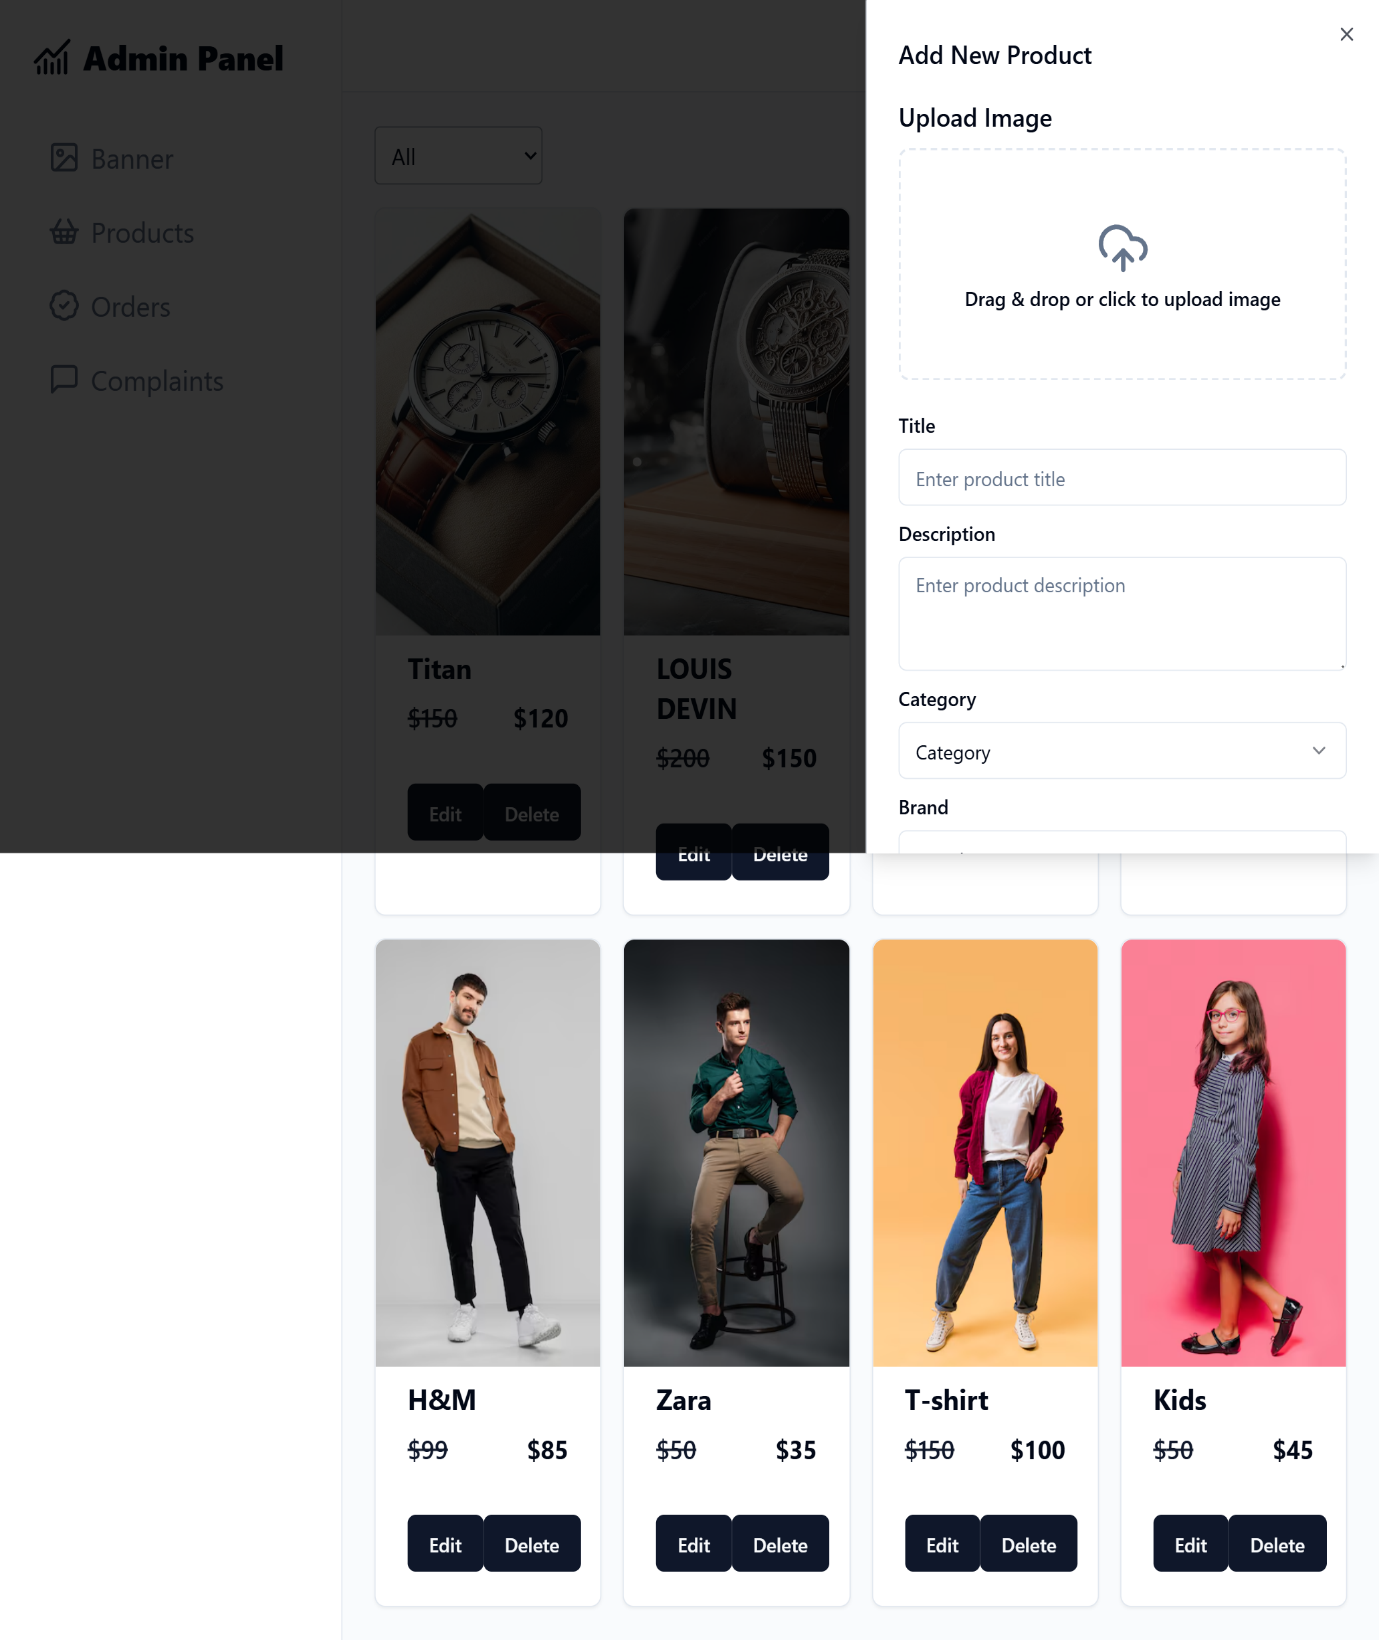 Admin Panel
Banner
Products
Orders
Complaints
All
Titan
$150 $120
Edit Delete
LOUIS
DEVIN
$200 $150
Edit Delete
Add New Product
Upload Image
Drag & drop or click to upload image
Title
Enter product title
Description
Enter product description
Category
Category
Brand
H&M
$99 $85
Edit Delete
Zara
$50 $35
Edit Delete
T-shirt
$150 $100
Edit Delete
Kids
$50 $45
Edit Delete